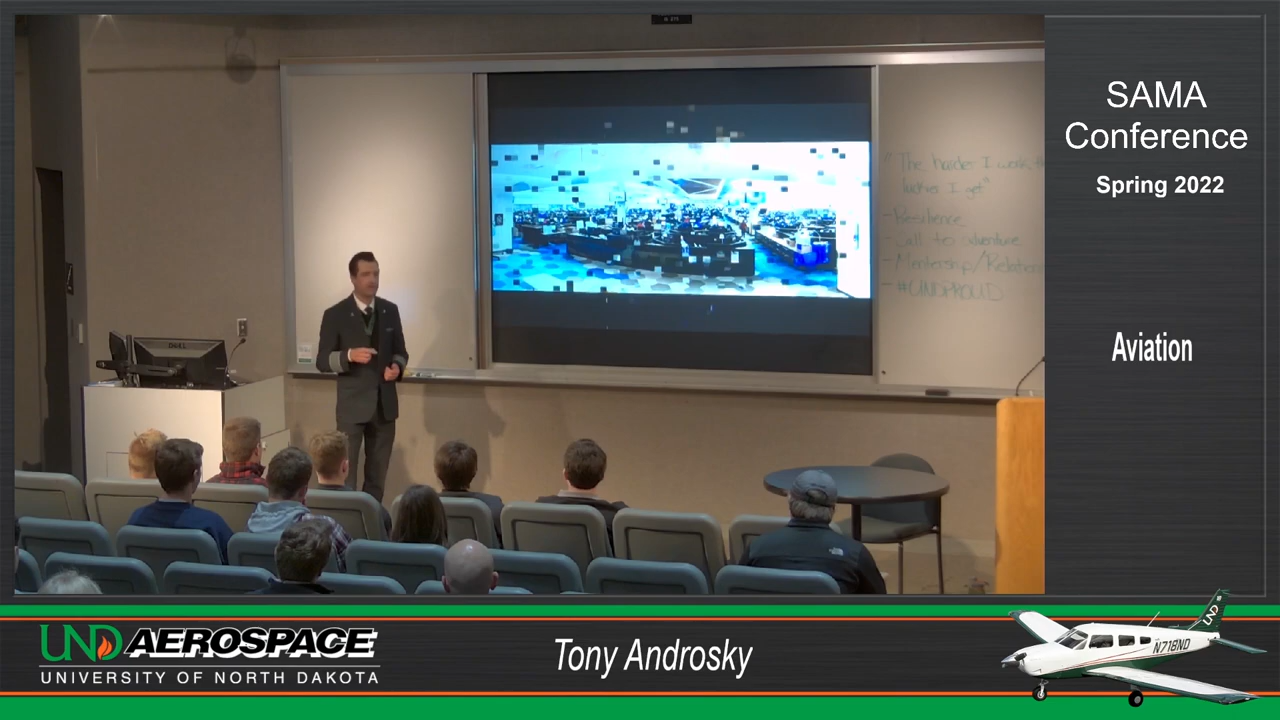 SAMA
Conference
Spring 2022
Aviation
DELL
"The harder I work the
luckier I get"
- Resilience
- Call to adventure
- Mentorship/Relations
- #UNDPROUD
UND AEROSPACE
UNIVERSITY OF NORTH DAKOTA
Tony Androsky
UND
N718ND